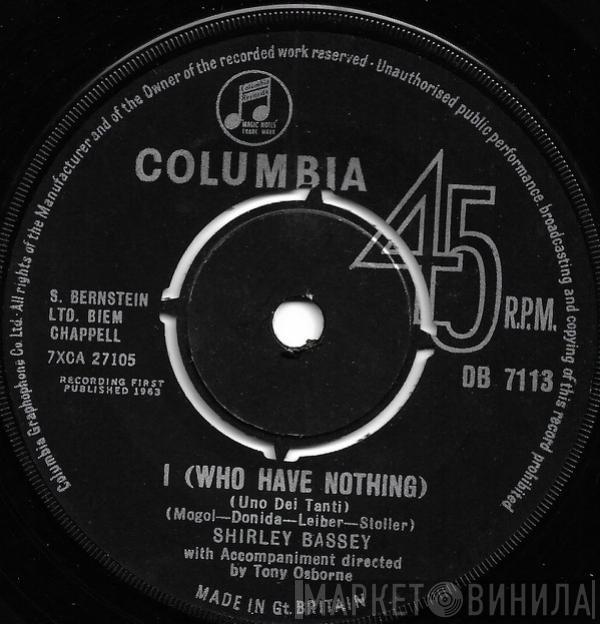 Columbia Graphophone Co. Ltd. All rights of the Manufacturer and of the Owner of the recorded work reserved · Unauthorised public performance, broadcasting and copying of this record prohibited
Columbia
Records
MAGIC NOTES
TRADE MARK
COLUMBIA
45
R.P.M.
S. BERNSTEIN
LTD. BIEM
CHAPPELL
7XCA 27105
RECORDING FIRST
PUBLISHED 1963
DB 7113
I (WHO HAVE NOTHING)
(Uno Dei Tanti)
(Mogol—Donida—Leiber—Stoller)
SHIRLEY BASSEY
with Accompaniment directed
by Tony Osborne
MADE IN Gt. BRITAIN
МАРКЕТ ВИНИЛА